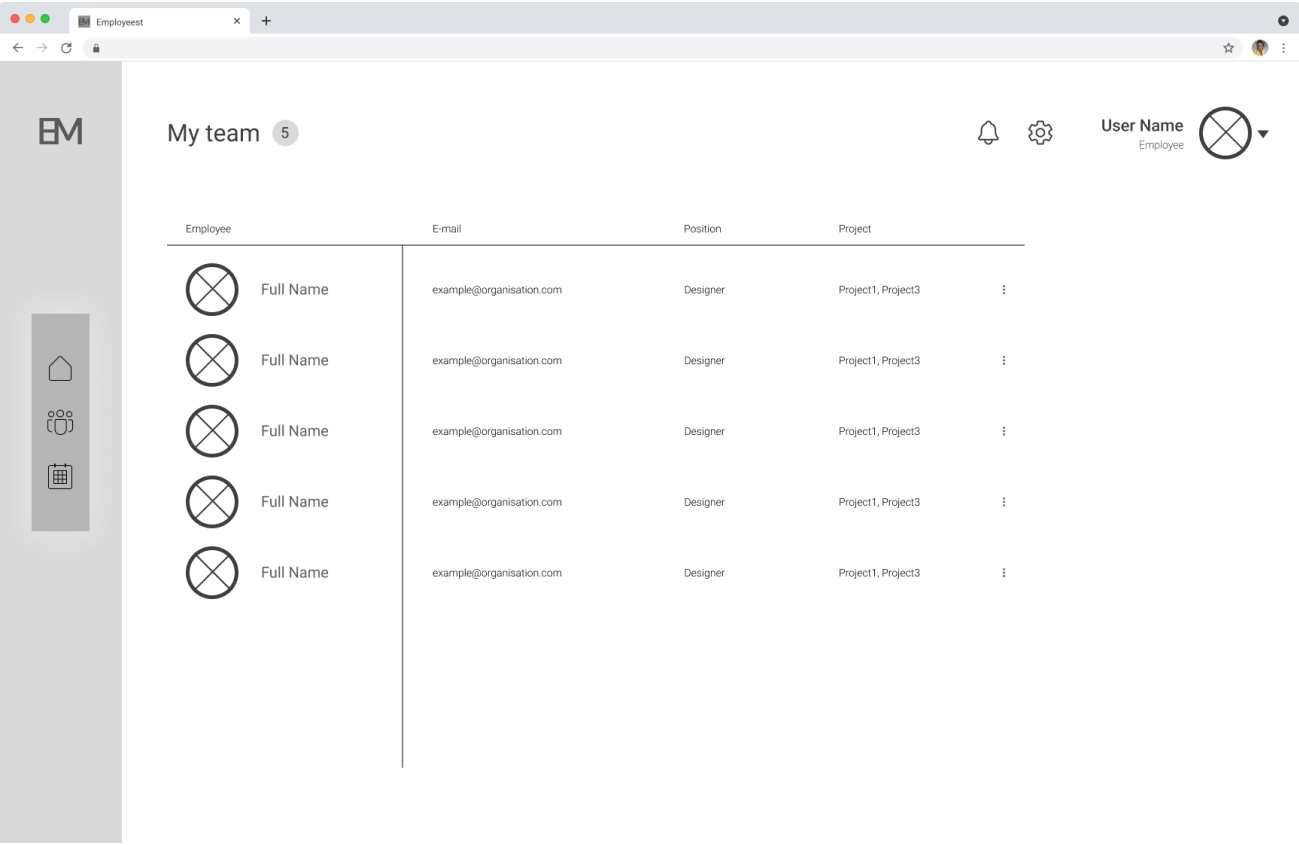 EM Employeest
EM
My team 5
User Name
Employee
Employee E-mail Position Project
Full Name example@organisation.com Designer Project1, Project3
Full Name example@organisation.com Designer Project1, Project3
Full Name example@organisation.com Designer Project1, Project3
Full Name example@organisation.com Designer Project1, Project3
Full Name example@organisation.com Designer Project1, Project3